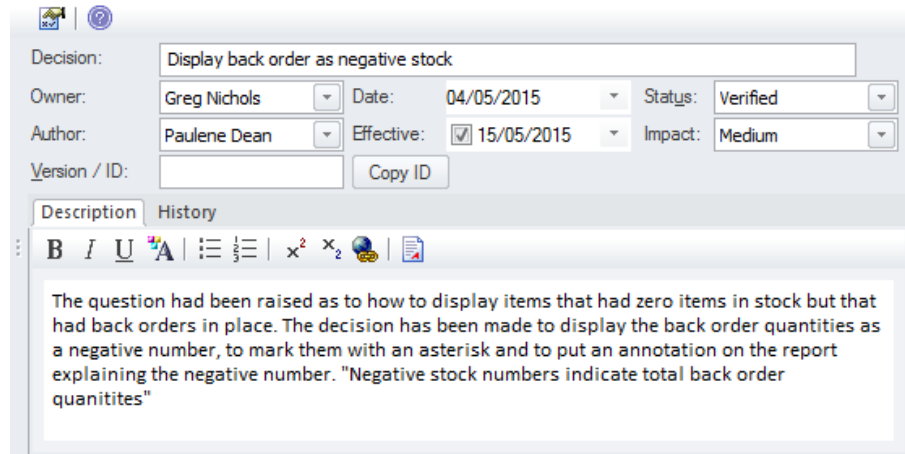 Decision: Display back order as negative stock
Owner: Greg Nichols Date: 04/05/2015 Status: Verified
Author: Paulene Dean Effective: 15/05/2015 Impact: Medium
Version / ID: Copy ID
Description History
B I U A x² x₂
The question had been raised as to how to display items that had zero items in stock but that
had back orders in place. The decision has been made to display the back order quantities as
a negative number, to mark them with an asterisk and to put an annotation on the report
explaining the negative number. "Negative stock numbers indicate total back order
quanitites"